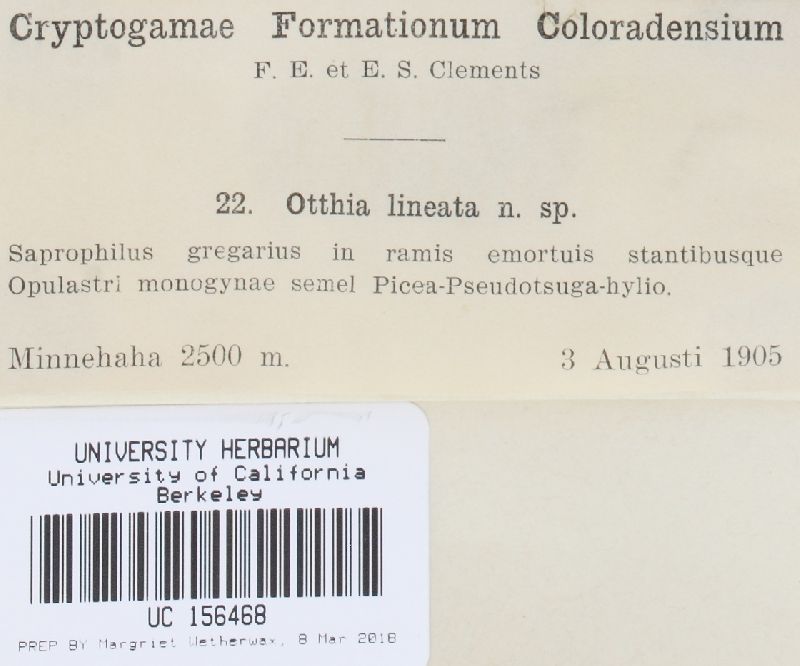 Cryptogamae Formationum Coloradensium
F. E. et E. S. Clements
22. Otthia lineata n. sp.
Saprophilus gregarius in ramis emortuis stantibusque
Opulastri monogynae semel Picea-Pseudotsuga-hylio.
Minnehaha 2500 m. 3 Augusti 1905
UNIVERSITY HERBARIUM
University of California
Berkeley
UC 156468
PREP BY Margriet Wetherwax, 8 Mar 2018